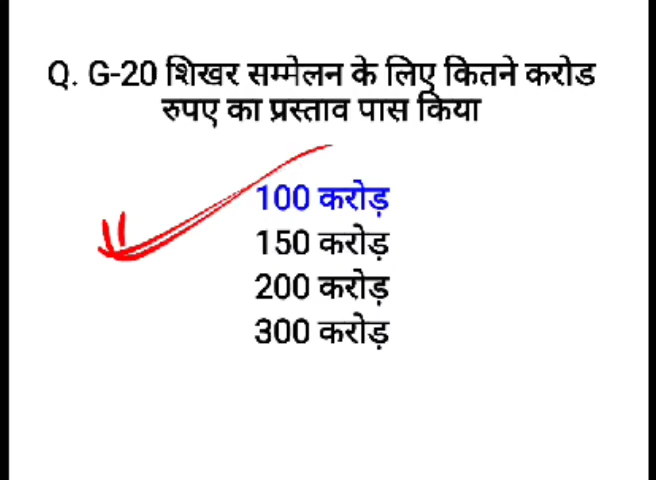 Q. G-20 शिखर सम्मेलन के लिए कितने करोड
रुपए का प्रस्ताव पास किया
100 करोड़
150 करोड़
200 करोड़
300 करोड़